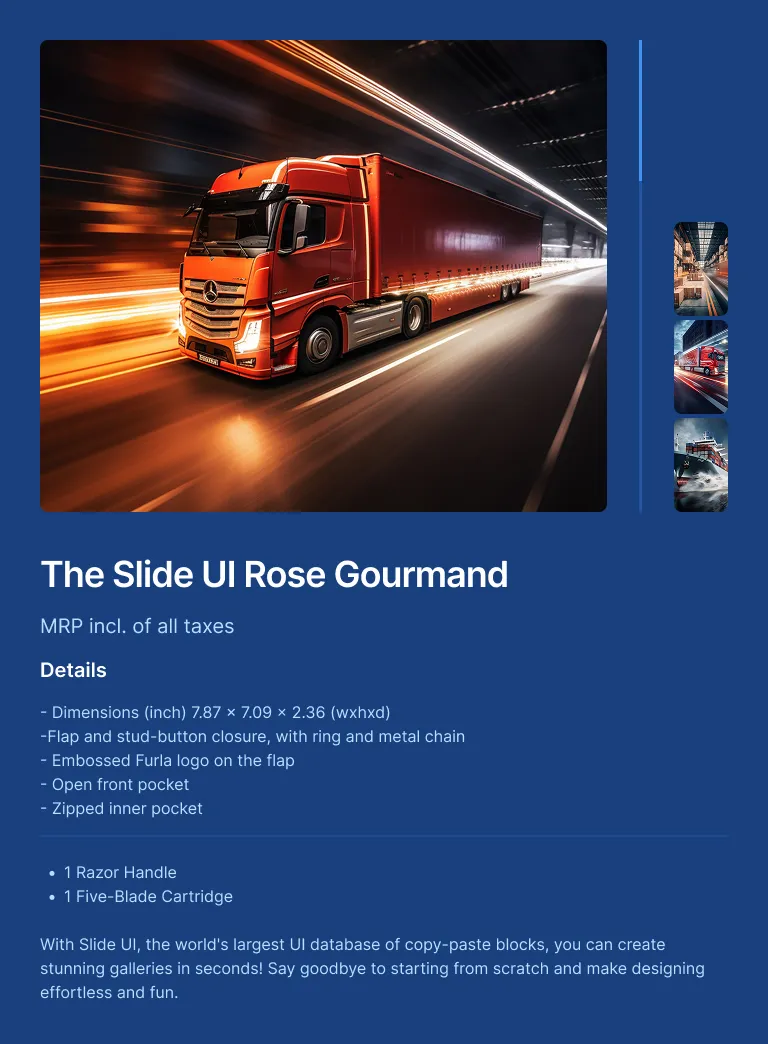 The Slide UI Rose Gourmand
MRP incl. of all taxes
Details
- Dimensions (inch) 7.87 × 7.09 × 2.36 (wxhxd)
-Flap and stud-button closure, with ring and metal chain
- Embossed Furla logo on the flap
- Open front pocket
- Zipped inner pocket
• 1 Razor Handle
• 1 Five-Blade Cartridge
With Slide UI, the world's largest UI database of copy-paste blocks, you can create
stunning galleries in seconds! Say goodbye to starting from scratch and make designing
effortless and fun.